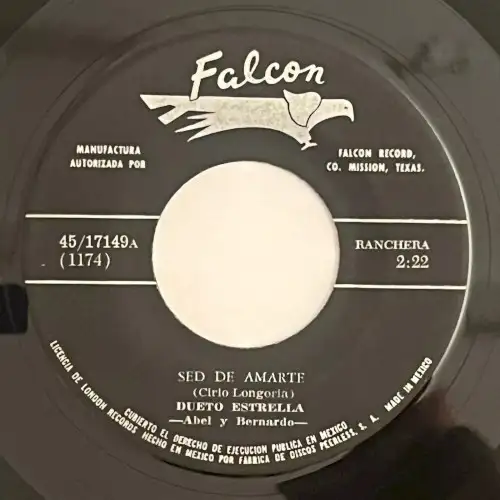 Falcon
MANUFACTURA
AUTORIZADA POR
FALCON RECORD,
CO. MISSION, TEXAS.
45/17149A
(1174)
RANCHERA
2:22
SED DE AMARTE
(Cirio Longoria)
DUETO ESTRELLA
—Abel y Bernardo—
LICENCIA DE LONDON RECORDS HECHO EN MEXICO POR FABRICA DE DISCOS PEERLESS, S. A. MADE IN MEXICO
CUBIERTO EL DERECHO DE EJECUCION PUBLICA EN MEXICO